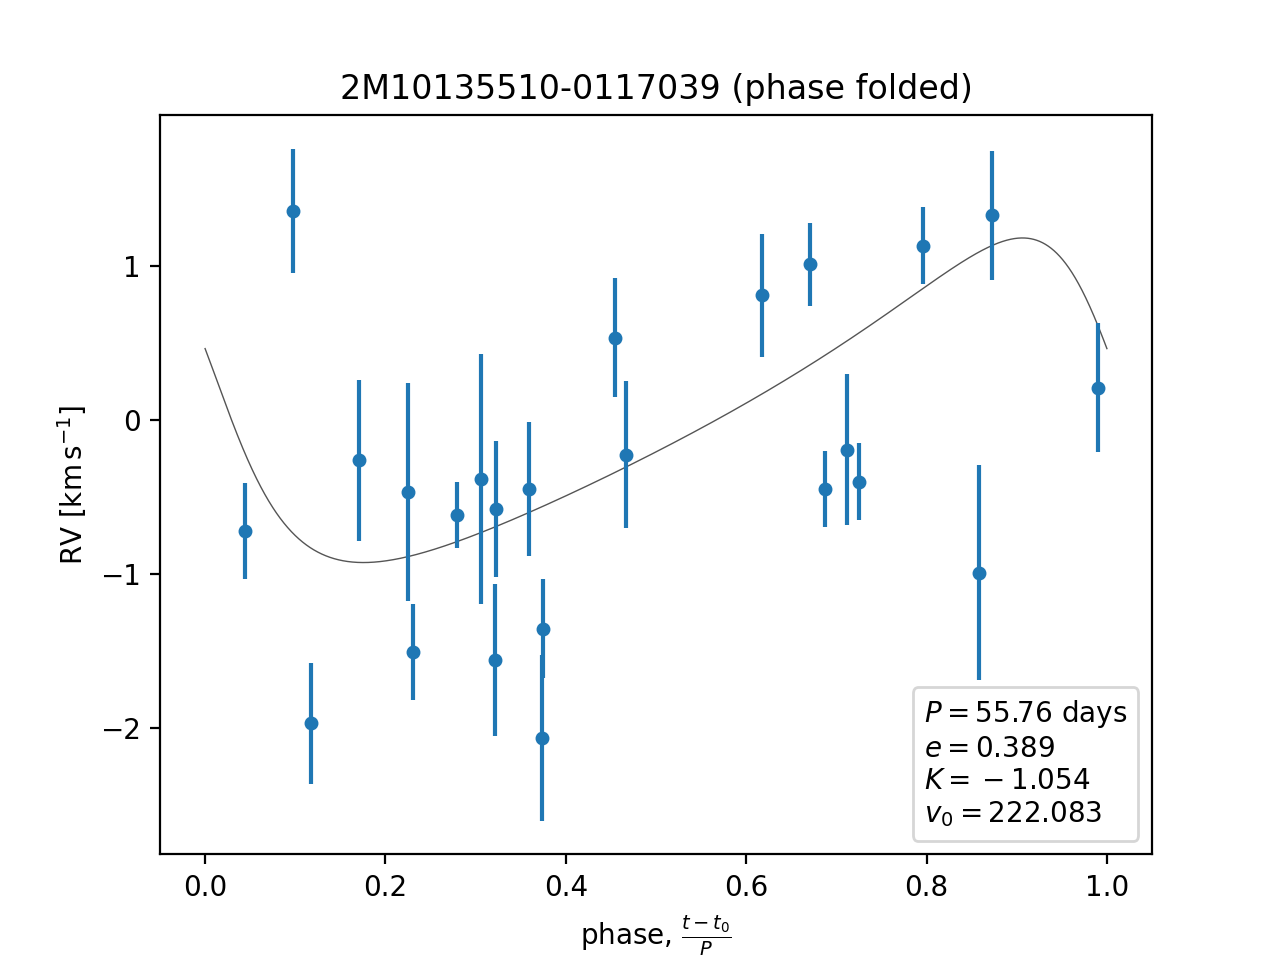 2M10135510-0117039 (phase folded)
RV [km s⁻¹]
1
0
−1
−2
P = 55.76 days
e = 0.389
K = −1.054
v₀ = 222.083
0.0 0.2 0.4 0.6 0.8 1.0
phase, (t − t₀)/P